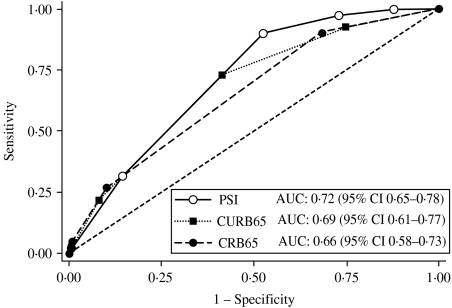 1·00
0·75
0·50
0·25
0·00
Sensitivity
PSI AUC: 0·72 (95% CI 0·65–0·78)
CURB65 AUC: 0·69 (95% CI 0·61–0·77)
CRB65 AUC: 0·66 (95% CI 0·58–0·73)
0·00 0·25 0·50 0·75 1·00
1 – Specificity